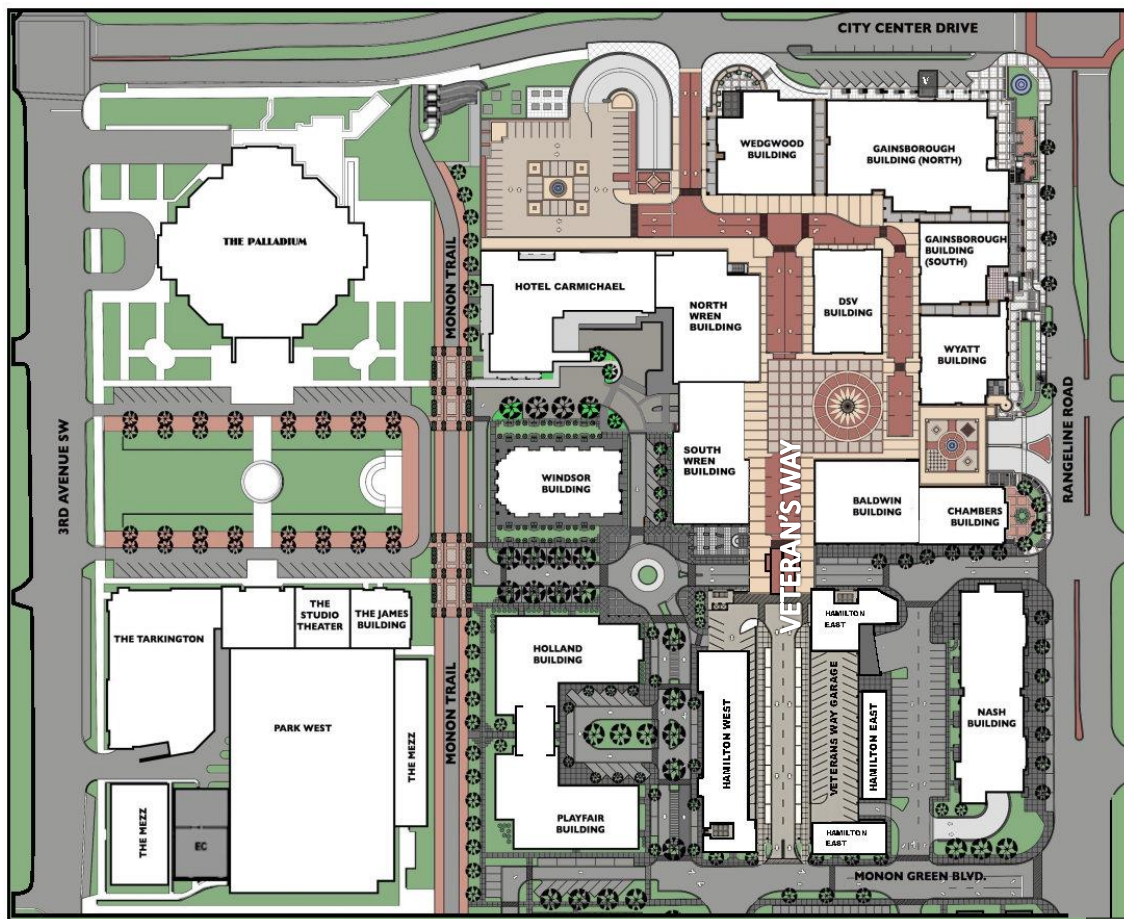 CITY CENTER DRIVE
WEDGWOOD
BUILDING
GAINSBOROUGH
BUILDING (NORTH)
THE PALLADIUM
MONON TRAIL
HOTEL CARMICHAEL
NORTH
WREN
BUILDING
DSV
BUILDING
GAINSBOROUGH
BUILDING
(SOUTH)
WYATT
BUILDING
3RD AVENUE SW
RANGELINE ROAD
WINDSOR
BUILDING
SOUTH
WREN
BUILDING
VETERAN'S WAY
BALDWIN
BUILDING
CHAMBERS
BUILDING
THE TARKINGTON
THE
STUDIO
THEATER
THE JAMES
BUILDING
HOLLAND
BUILDING
HAMILTON
EAST
PARK WEST
THE MEZZ
MONON TRAIL
HAMILTON WEST
VETERANS WAY GARAGE
HAMILTON EAST
NASH
BUILDING
THE MEZZ
EC
PLAYFAIR
BUILDING
HAMILTON
EAST
MONON GREEN BLVD.